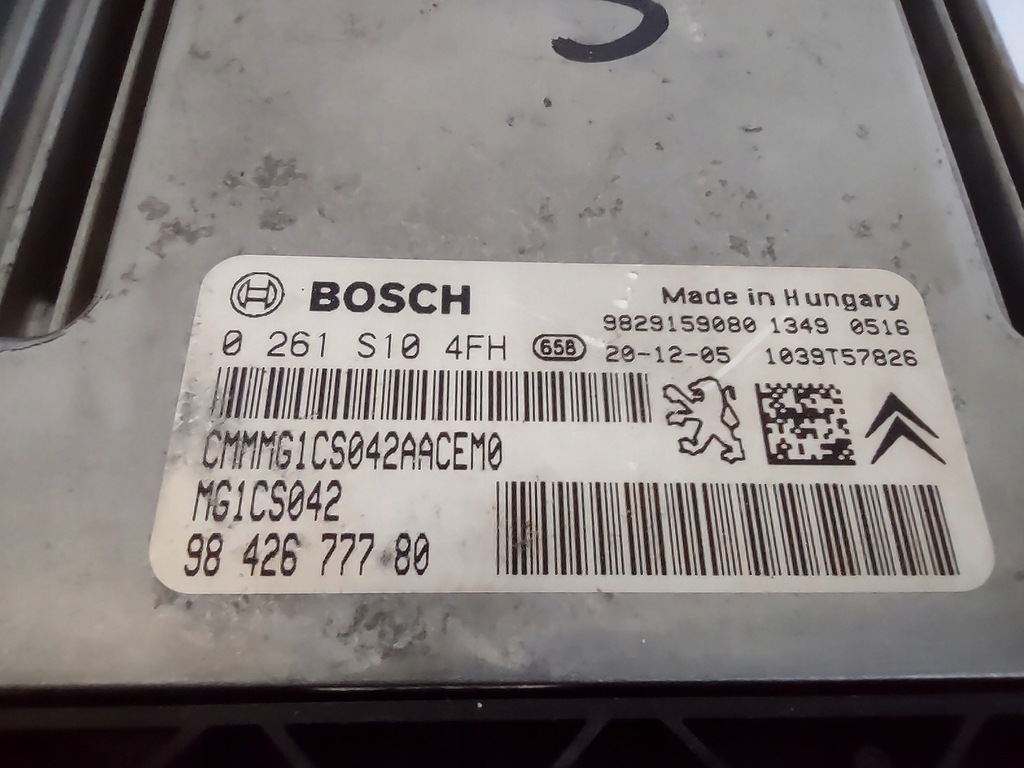 BOSCH
Made in Hungary
9829159080 1349 0516
0 261 S10 4FH 65B 20-12-05 1039T57826
CMMMG1CS042AACEM0
MG1CS042
98 426 777 80